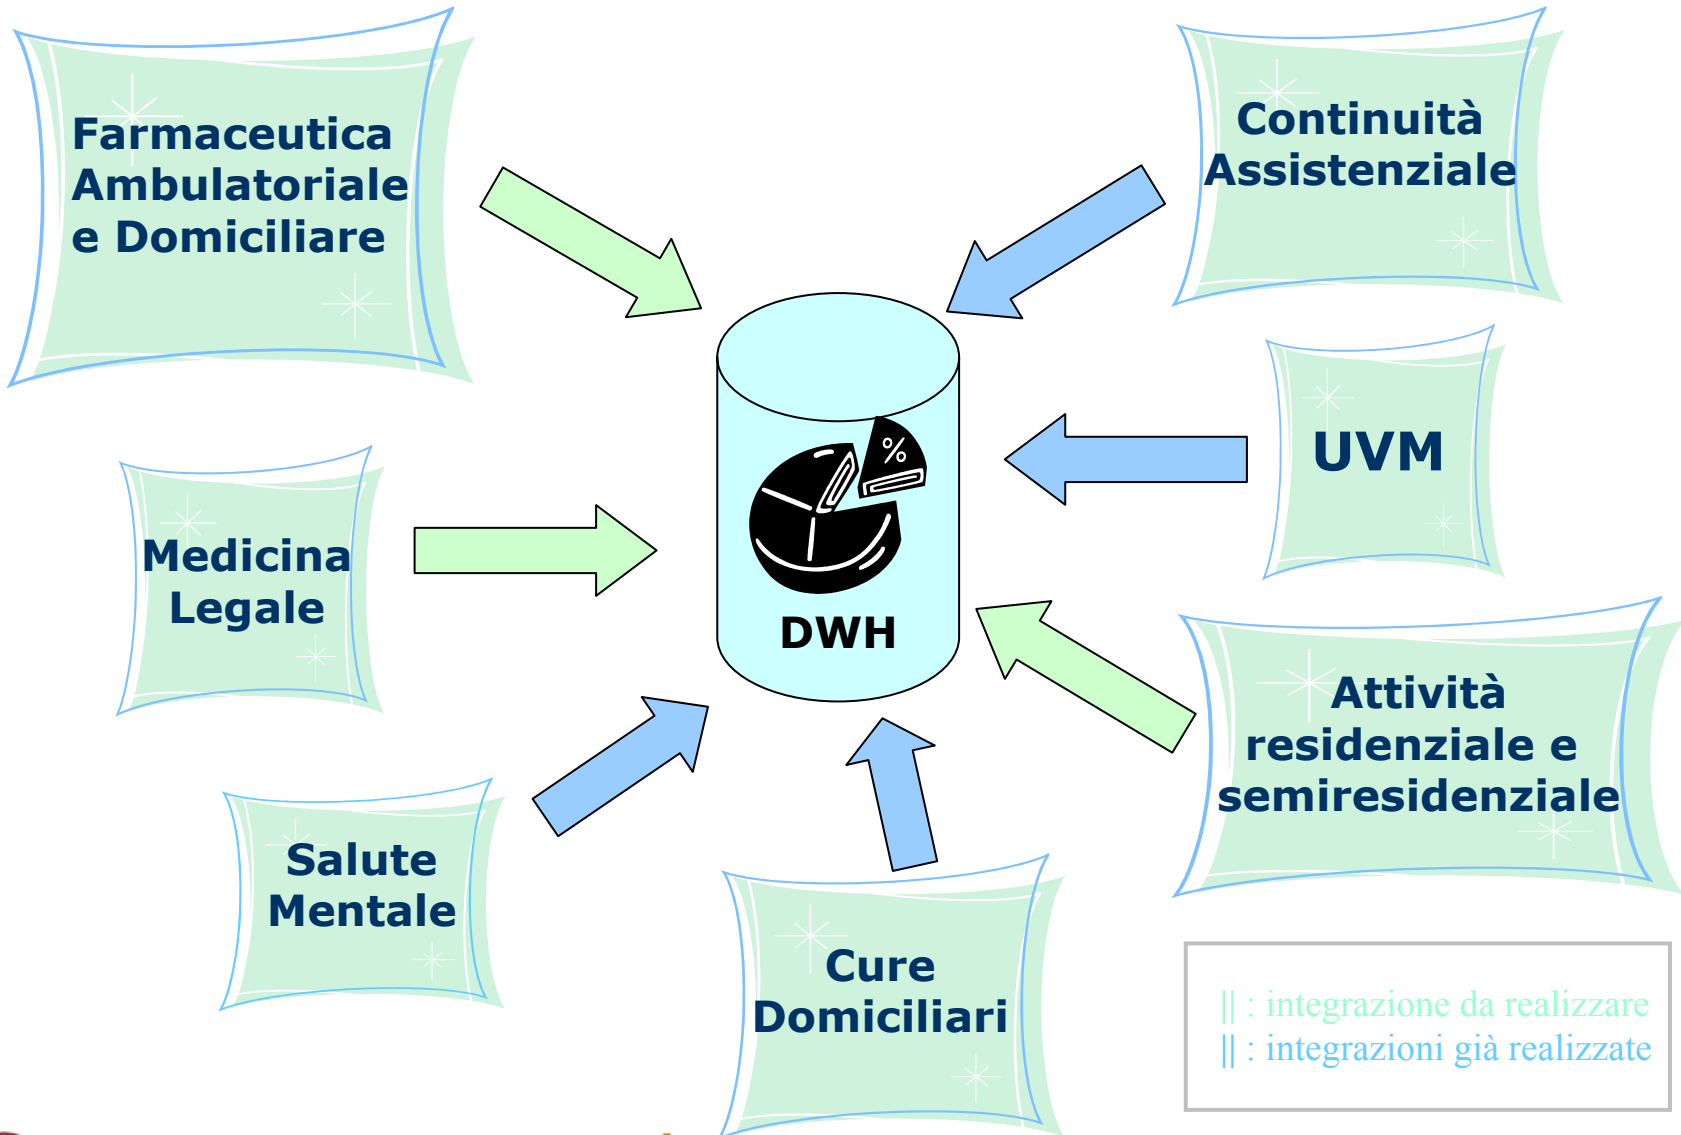 Farmaceutica
Ambulatoriale
e Domiciliare
Continuità
Assistenziale
UVM
Medicina
Legale
%
DWH
Attività
residenziale e
semiresidenziale
Salute
Mentale
Cure
Domiciliari
|| : integrazione da realizzare
|| : integrazioni già realizzate